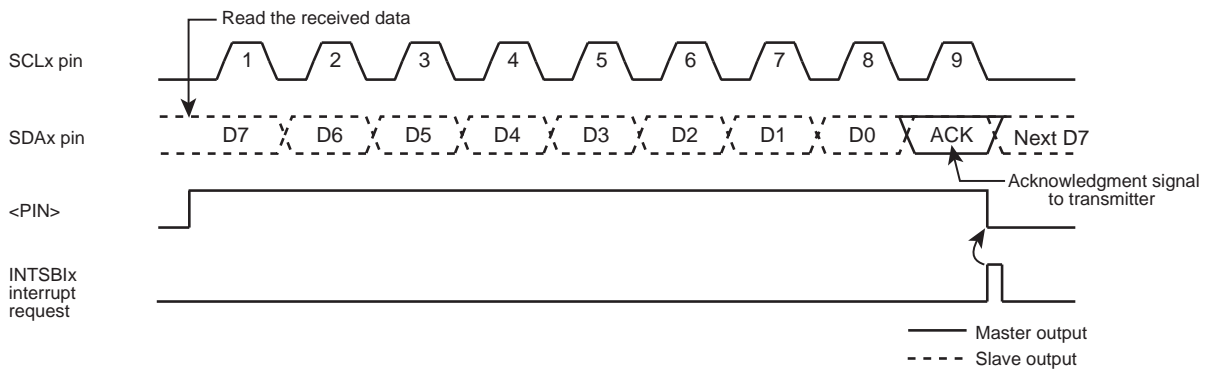 Read the received data
SCLx pin
1 2 3 4 5 6 7 8 9
SDAx pin
D7 D6 D5 D4 D3 D2 D1 D0 ACK Next D7
Acknowledgment signal
to transmitter
<PIN>
INTSBIx
interrupt
request
Master output
Slave output